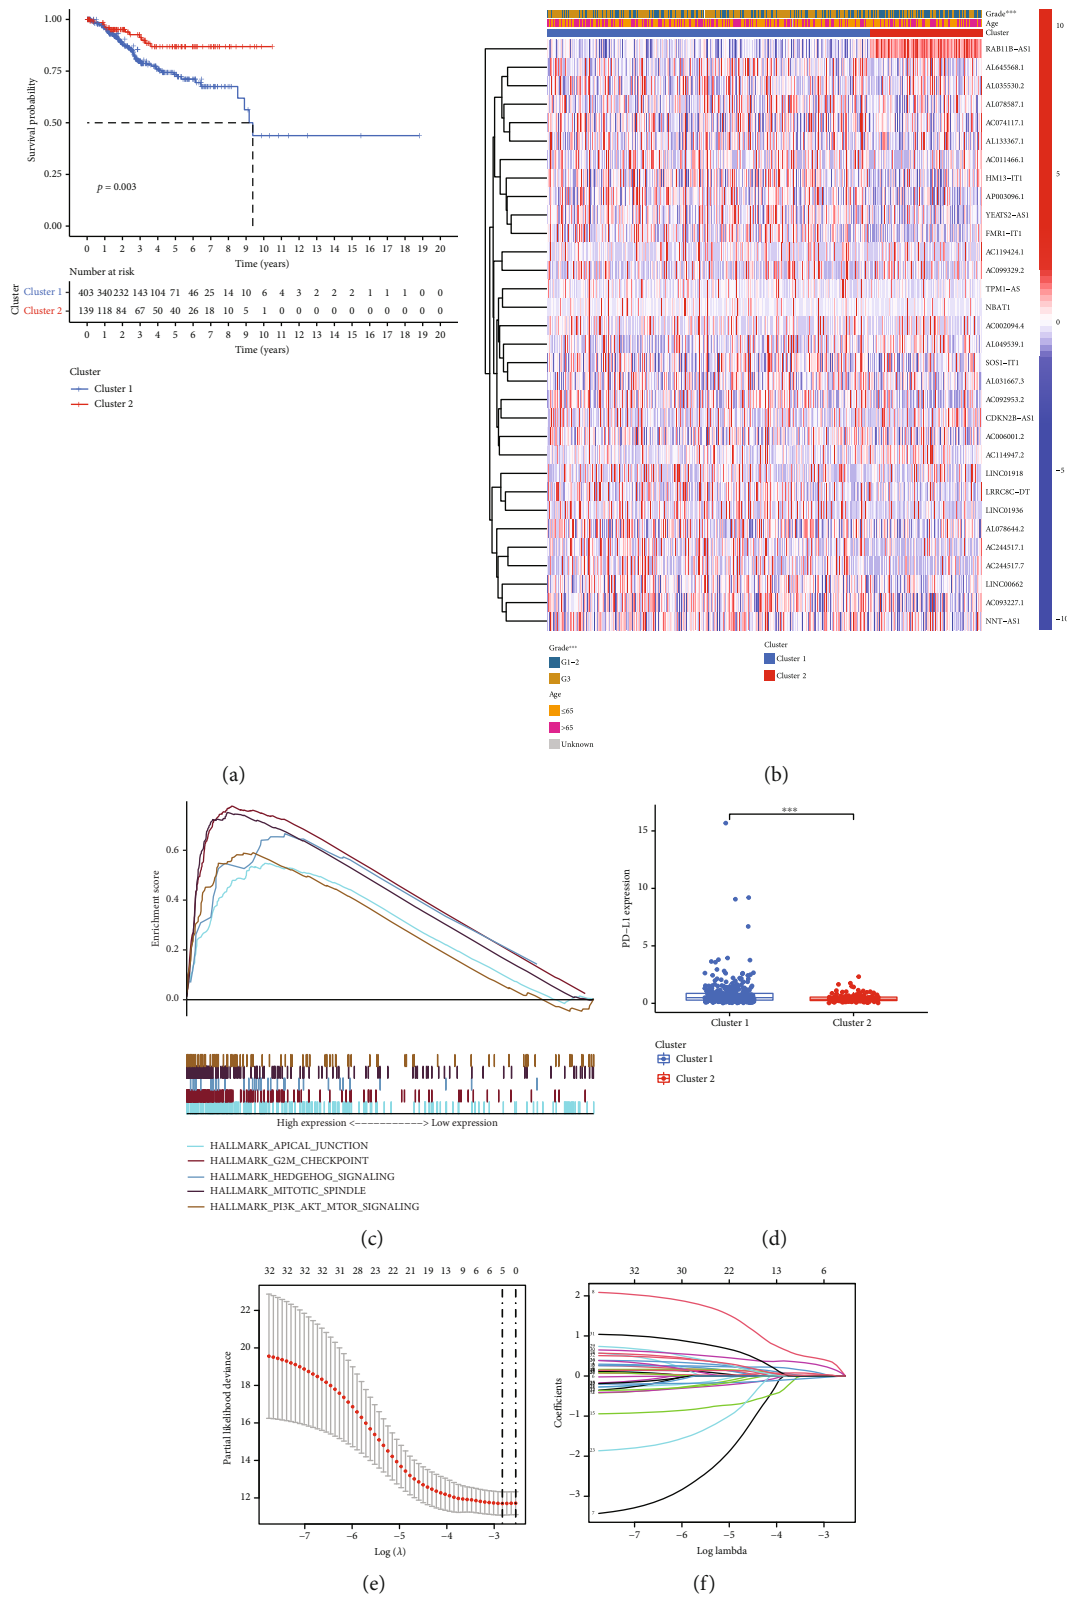 1.00
0.75
0.50
0.25
0.00
Survival probability
p = 0.003
0 1 2 3 4 5 6 7 8 9 10 11 12 13 14 15 16 17 18 19 20
Time (years)
Number at risk
Cluster
Cluster 1 403 340 232 143 104 71 46 25 14 10 6 4 3 2 2 2 1 1 1 0 0
Cluster 2 139 118 84 67 50 40 26 18 10 5 1 0 0 0 0 0 0 0 0 0 0
0 1 2 3 4 5 6 7 8 9 10 11 12 13 14 15 16 17 18 19 20
Time (years)
Cluster
Cluster 1
Cluster 2
(a)
Grade***
Age
Cluster
RAB11B−AS1
AL645568.1
AL035530.2
AL078587.1
AC074117.1
AL133367.1
AC011466.1
HM13−IT1
AP003096.1
YEATS2−AS1
FMR1−IT1
AC119424.1
AC099329.2
TPM1−AS
NBAT1
AC002094.4
AL049539.1
SOS1−IT1
AL031667.3
AC092953.2
CDKN2B−AS1
AC006001.2
AC114947.2
LINC01918
LRRC8C−DT
LINC01936
AL078644.2
AC244517.1
AC244517.7
LINC00662
AC093227.1
NNT−AS1
10
5
0
−5
−10
Grade***
G1−2
G3
Age
≤65
>65
Unknown
Cluster
Cluster 1
Cluster 2
(b)
Enrichment score
0.6
0.4
0.2
0.0
High expression <−−−−−−−−−−−> Low expression
HALLMARK_APICAL_JUNCTION
HALLMARK_G2M_CHECKPOINT
HALLMARK_HEDGEHOG_SIGNALING
HALLMARK_MITOTIC_SPINDLE
HALLMARK_PI3K_AKT_MTOR_SIGNALING
(c)
***
PD−L1 expression
15
10
5
0
Cluster 1 Cluster 2
Cluster
Cluster 1
Cluster 2
(d)
32 32 32 32 31 28 23 22 21 19 13 9 6 6 5 0
Partial likelihood deviance
22
20
18
16
14
12
−7 −6 −5 −4 −3
Log (λ)
(e)
32 30 22 13 6
Coefficients
2
1
0
−1
−2
−3
−7 −6 −5 −4 −3
Log lambda
(f)